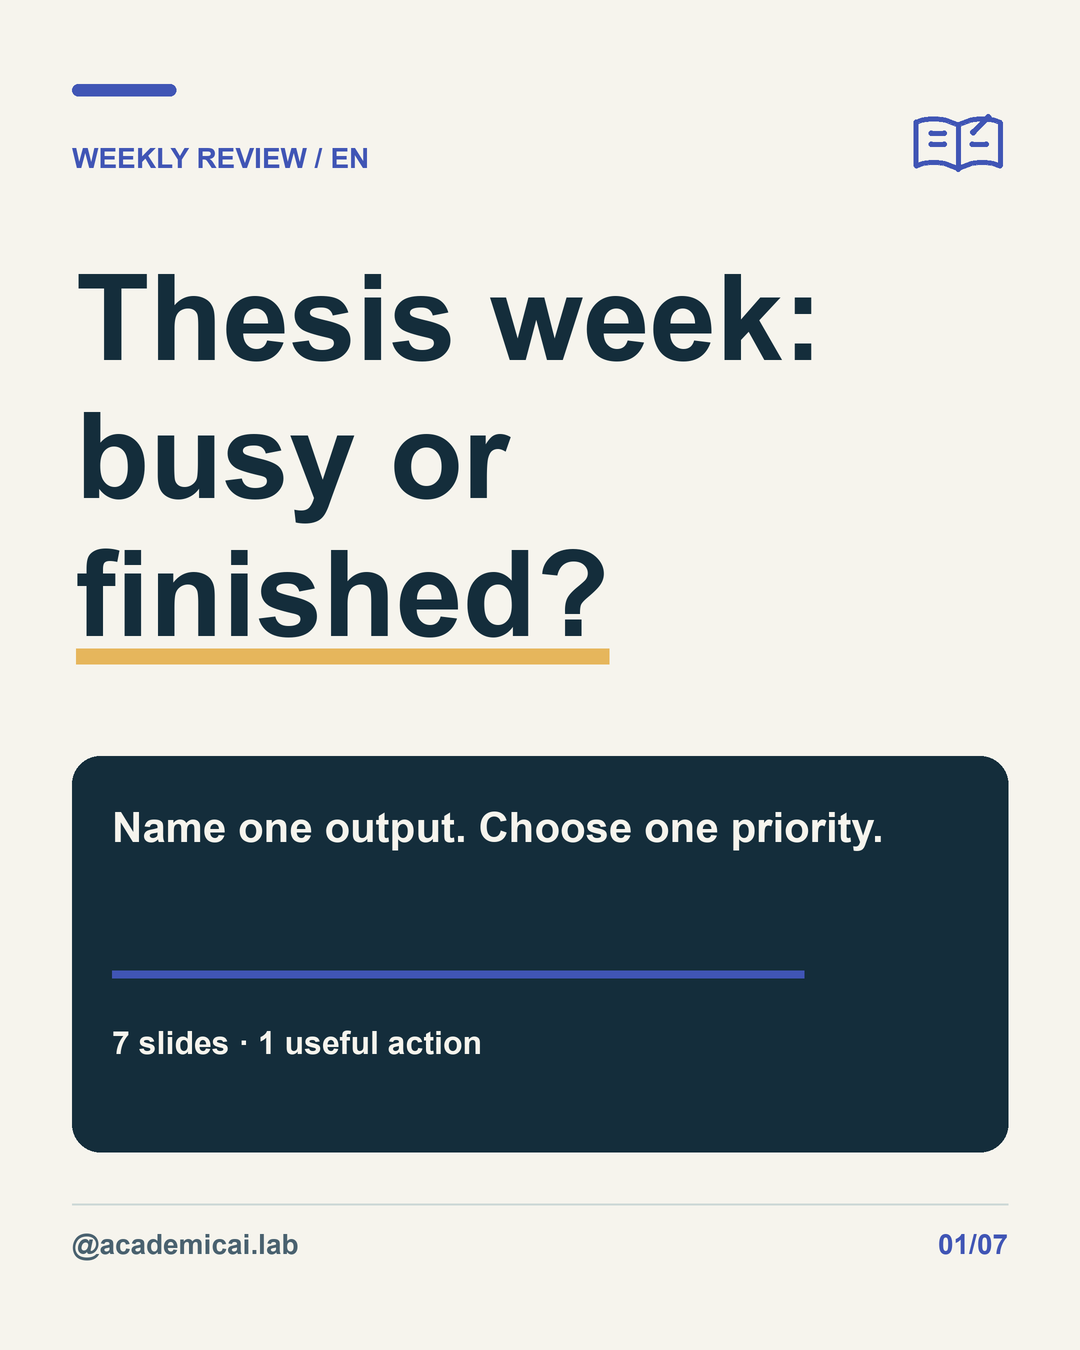 WEEKLY REVIEW / EN
Thesis week:
busy or
finished?
Name one output. Choose one priority.
7 slides · 1 useful action
@academicai.lab
01/07